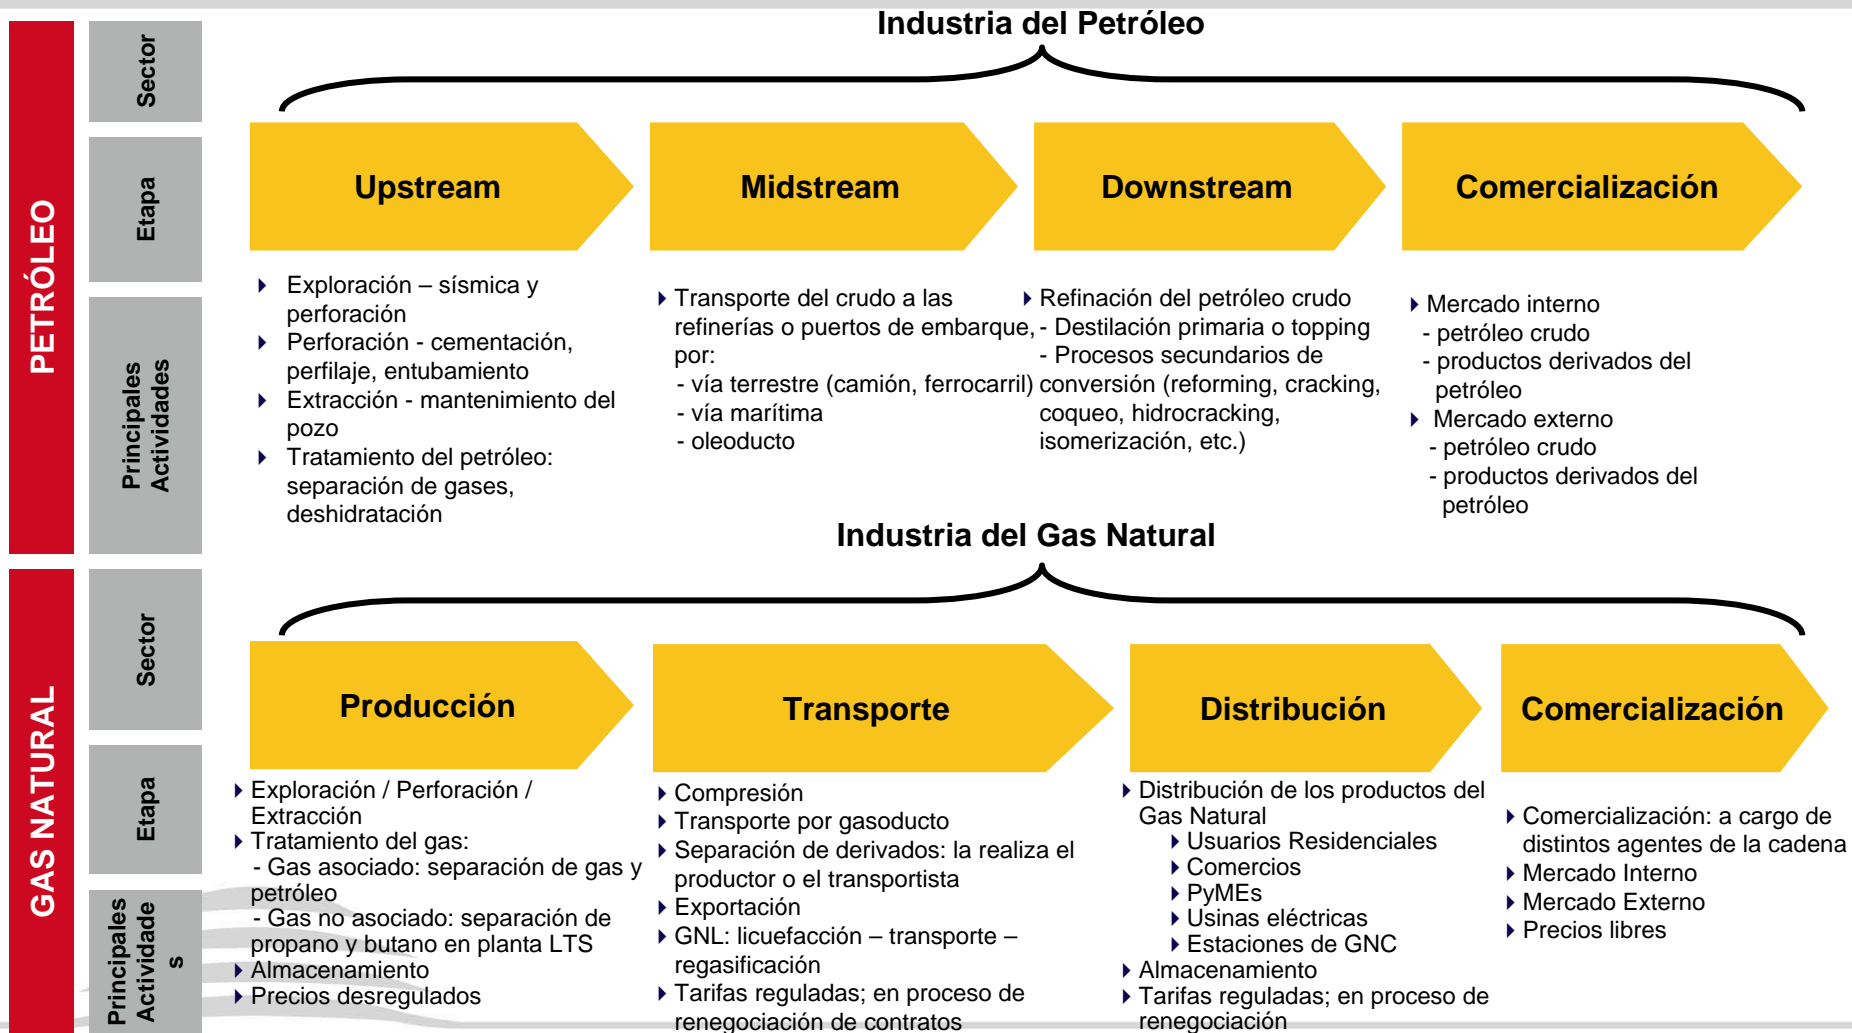 Industria del Petróleo
PETRÓLEO
Sector
Etapa
Principales
Actividades
Upstream
Midstream
Downstream
Comercialización
Exploración – sísmica y
perforación
Perforación - cementación,
perfilaje, entubamiento
Extracción - mantenimiento del
pozo
Tratamiento del petróleo:
separación de gases,
deshidratación
Transporte del crudo a las
refinerías o puertos de embarque,
por:
- vía terrestre (camión, ferrocarril)
- vía marítima
- oleoducto
Refinación del petróleo crudo
- Destilación primaria o topping
- Procesos secundarios de
conversión (reforming, cracking,
coqueo, hidrocracking,
isomerización, etc.)
Mercado interno
- petróleo crudo
- productos derivados del
petróleo
Mercado externo
- petróleo crudo
- productos derivados del
petróleo
Industria del Gas Natural
GAS NATURAL
Sector
Etapa
Principales
Actividade
s
Producción
Transporte
Distribución
Comercialización
Exploración / Perforación /
Extracción
Tratamiento del gas:
- Gas asociado: separación de gas y
petróleo
- Gas no asociado: separación de
propano y butano en planta LTS
Almacenamiento
Precios desregulados
Compresión
Transporte por gasoducto
Separación de derivados: la realiza el
productor o el transportista
Exportación
GNL: licuefacción – transporte –
regasificación
Tarifas reguladas; en proceso de
renegociación de contratos
Distribución de los productos del
Gas Natural
Usuarios Residenciales
Comercios
PyMEs
Usinas eléctricas
Estaciones de GNC
Almacenamiento
Tarifas reguladas; en proceso de
renegociación
Comercialización: a cargo de
distintos agentes de la cadena
Mercado Interno
Mercado Externo
Precios libres